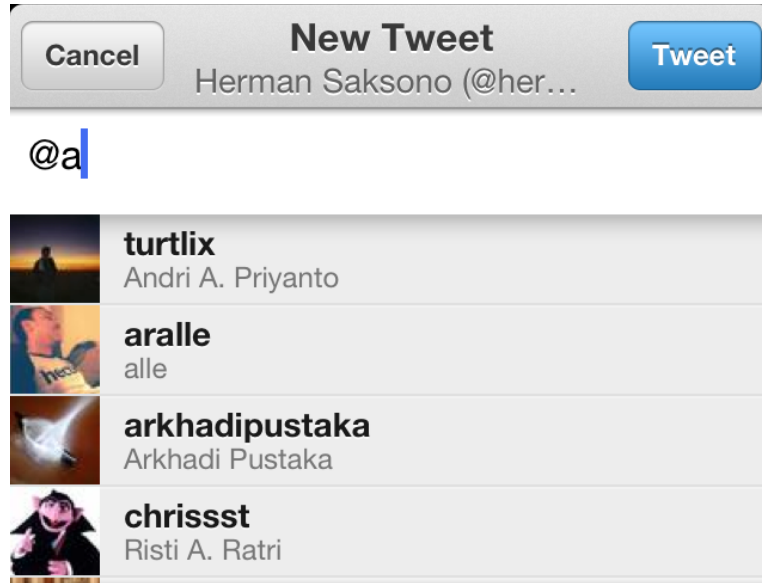 Cancel
New Tweet
Tweet
Herman Saksono (@her…
@a
turtlix
Andri A. Priyanto
aralle
alle
arkhadipustaka
Arkhadi Pustaka
chrissst
Risti A. Ratri